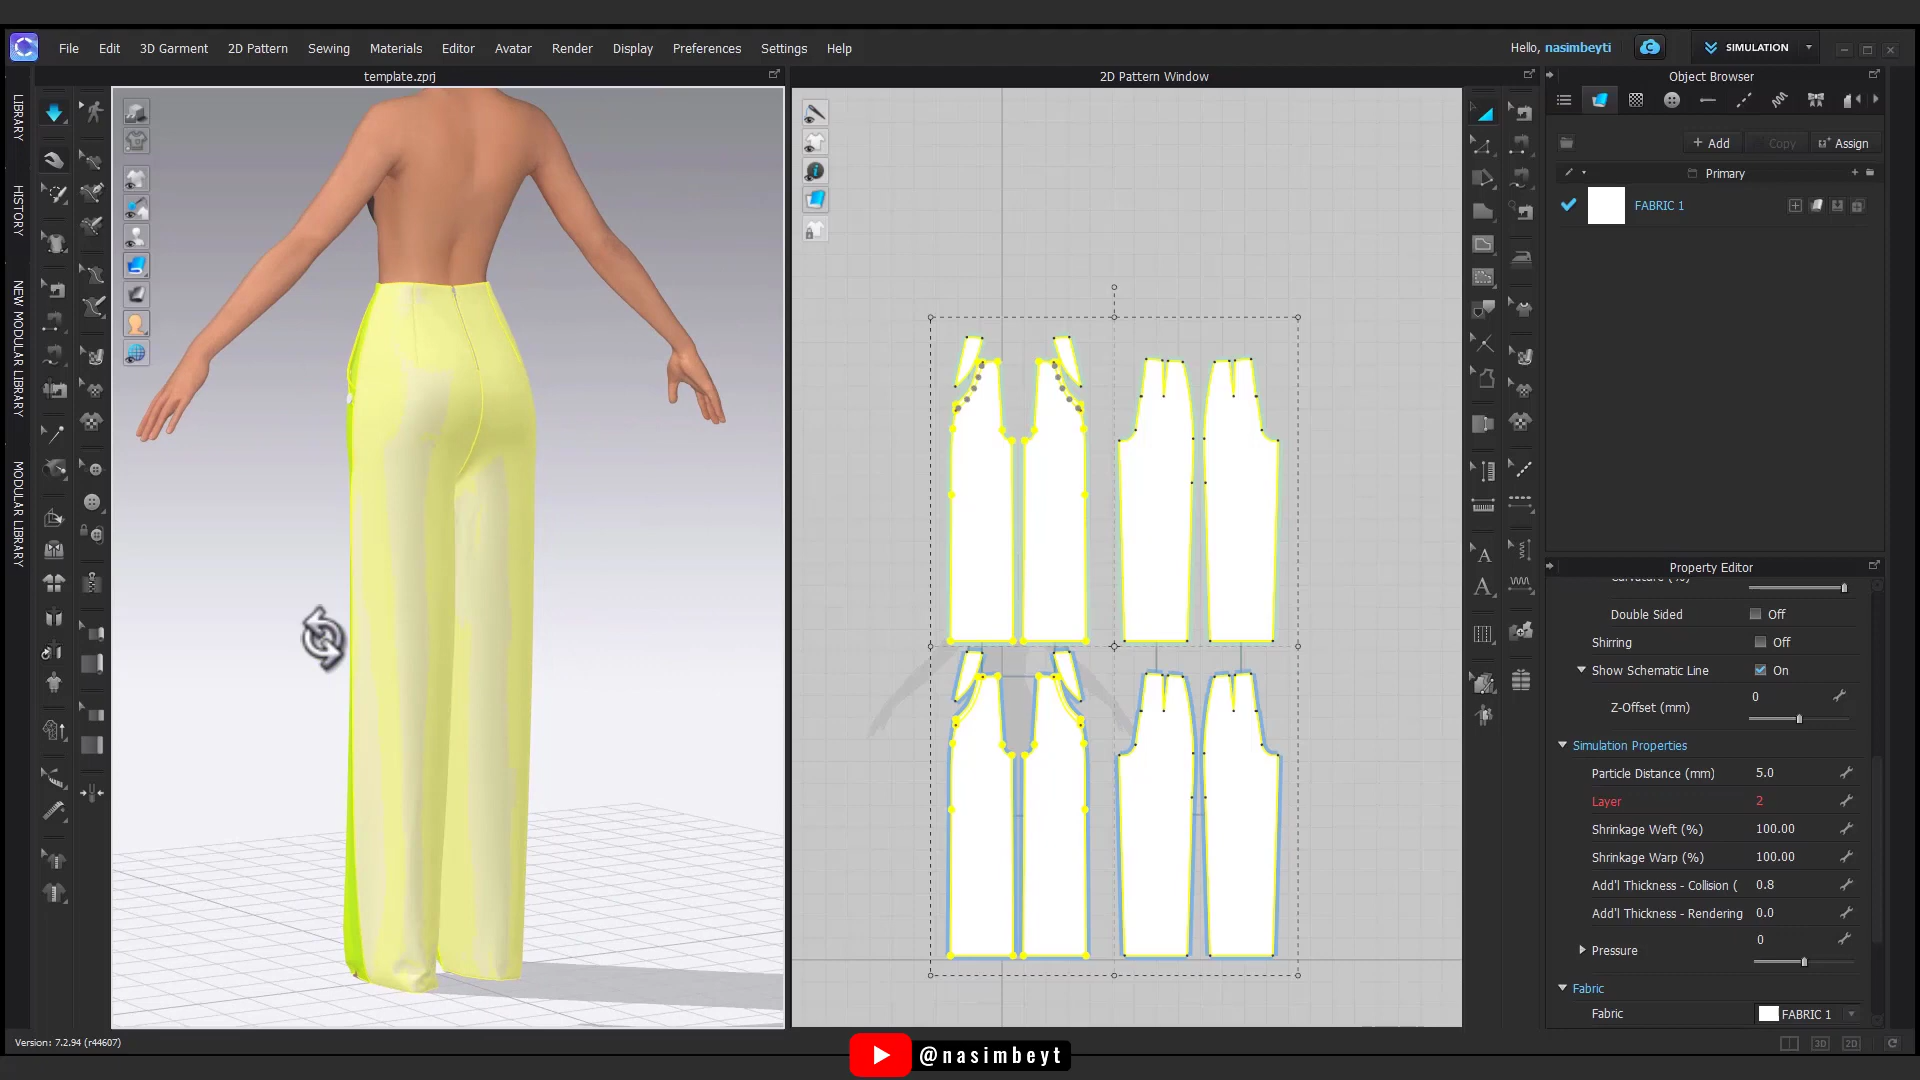 File Edit 3D Garment 2D Pattern Sewing Materials Editor Avatar Render Display Preferences Settings Help
Hello, nasimbeyti
SIMULATION
template.zprj
2D Pattern Window
Object Browser
LIBRARY
HISTORY
NEW MODULAR LIBRARY
MODULAR LIBRARY
+ Add Copy Assign
Primary
FABRIC 1
Property Editor
Double Sided Off
Shirring Off
Show Schematic Line On
Z-Offset (mm) 0
Simulation Properties
Particle Distance (mm) 5.0
Layer 2
Shrinkage Weft (%) 100.00
Shrinkage Warp (%) 100.00
Add'l Thickness - Collision ( 0.8
Add'l Thickness - Rendering 0.0
Pressure 0
Fabric
Fabric FABRIC 1
Version: 7.2.94 (r44607)
3D 2D
@nasimbeyt